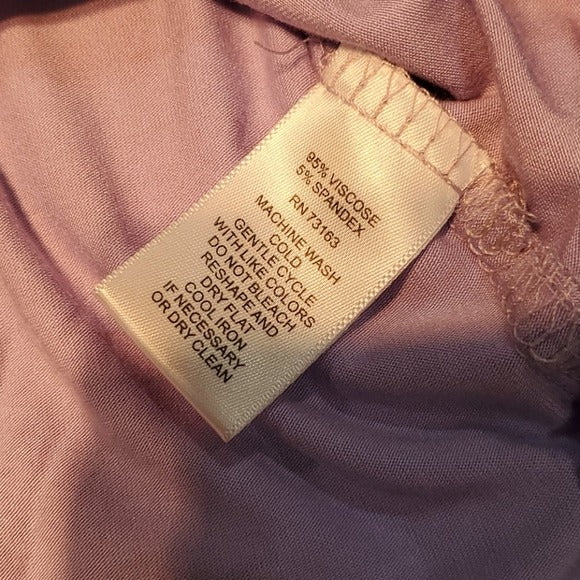 95% VISCOSE
5% SPANDEX
RN 73163
MACHINE WASH
COLD
GENTLE CYCLE
WITH LIKE COLORS
DO NOT BLEACH
RESHAPE AND
DRY FLAT
COOL IRON
IF NECESSARY
OR DRY CLEAN